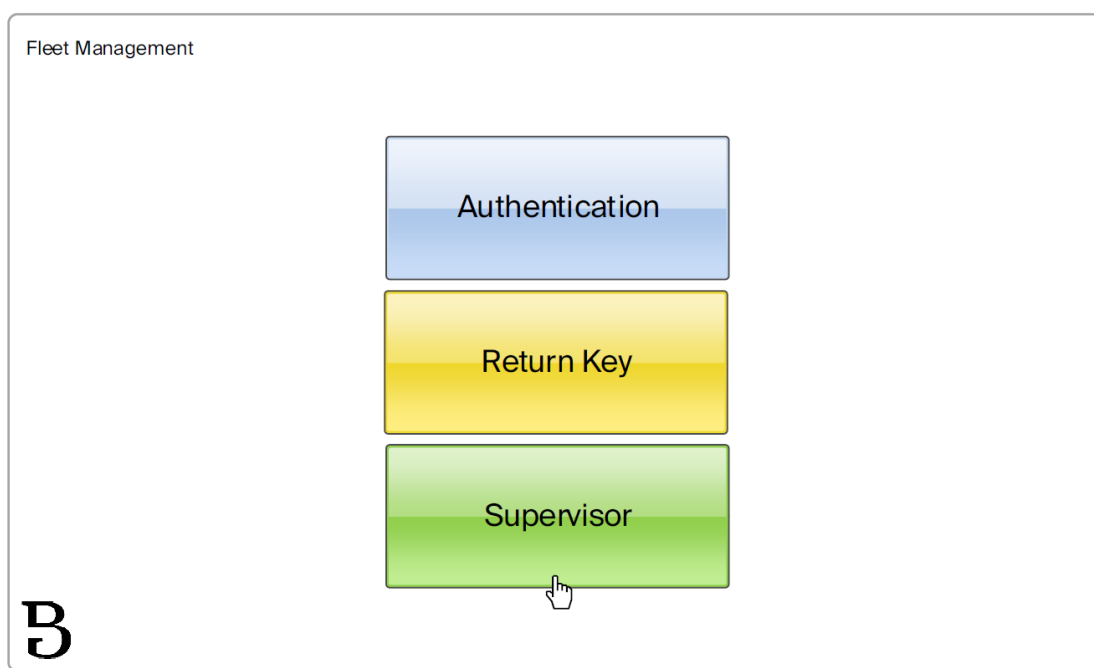 Fleet Management
Authentication
Return Key
Supervisor